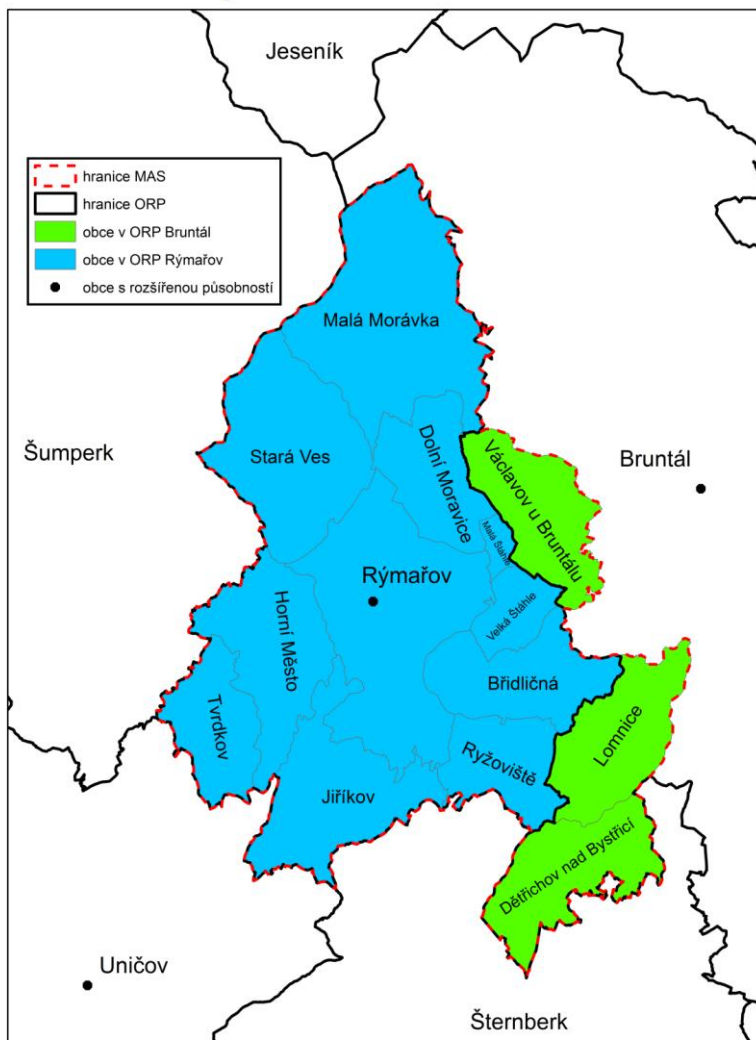 Jeseník
hranice MAS
hranice ORP
obce v ORP Bruntál
obce v ORP Rýmařov
obce s rozšířenou působností
Malá Morávka
Šumperk
Stará Ves
Dolní Moravice
Václavov u Bruntálu
Bruntál
Malá Štáhle
Rýmařov
Velká Štáhle
Horní Město
Břidličná
Tvrdkov
Lomnice
Ryžoviště
Jiříkov
Dětřichov nad Bystřicí
Uničov
Šternberk